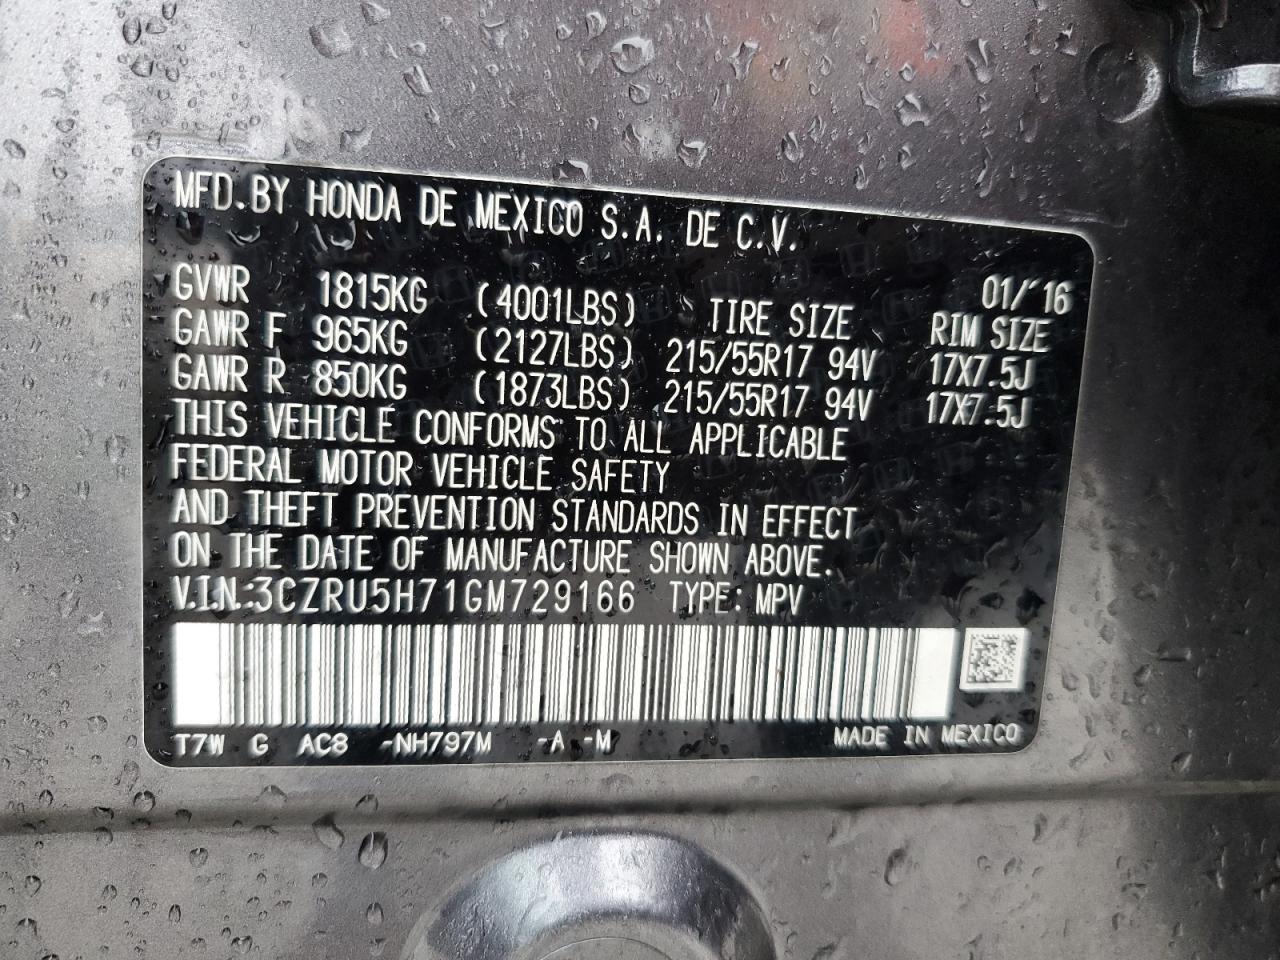 MFD.BY HONDA DE MEXICO S.A. DE C.V.
01/'16
GVWR 1815KG (4001LBS) TIRE SIZE RIM SIZE
GAWR F 965KG (2127LBS) 215/55R17 94V 17X7.5J
GAWR R 850KG (1873LBS) 215/55R17 94V 17X7.5J
THIS VEHICLE CONFORMS TO ALL APPLICABLE
FEDERAL MOTOR VEHICLE SAFETY
AND THEFT PREVENTION STANDARDS IN EFFECT
ON THE DATE OF MANUFACTURE SHOWN ABOVE.
V.I.N.:3CZRU5H71GM729166 TYPE: MPV
T7W G AC8 -NH797M -A -M MADE IN MEXICO